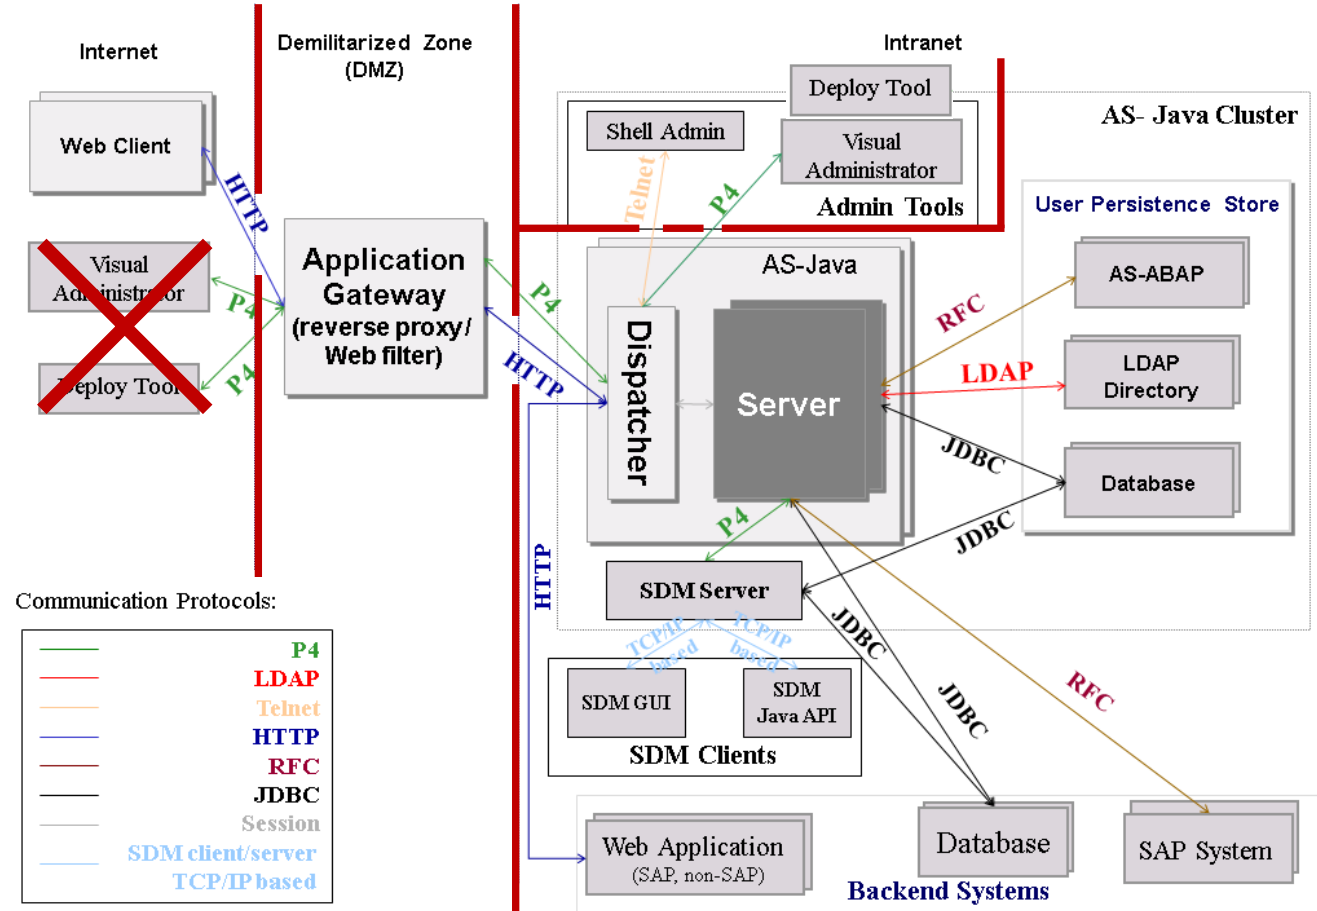 Internet
Demilitarized Zone
(DMZ)
Intranet
Web Client
HTTP
Visual
Administrator
P4
Deploy Tool
P4
Application
Gateway
(reverse proxy/
Web filter)
P4
HTTP
HTTP
Deploy Tool
Shell Admin
Visual
Administrator
Telnet
P4
Admin Tools
AS- Java Cluster
AS-Java
Dispatcher
Server
User Persistence Store
AS-ABAP
RFC
LDAP
LDAP
Directory
JDBC
Database
JDBC
P4
SDM Server
TCP/IP
based
TCP/IP
based
SDM GUI
SDM
Java API
SDM Clients
JDBC
JDBC
RFC
Web Application
(SAP, non-SAP)
Database
SAP System
Backend Systems
Communication Protocols:
P4
LDAP
Telnet
HTTP
RFC
JDBC
Session
SDM client/server
TCP/IP based